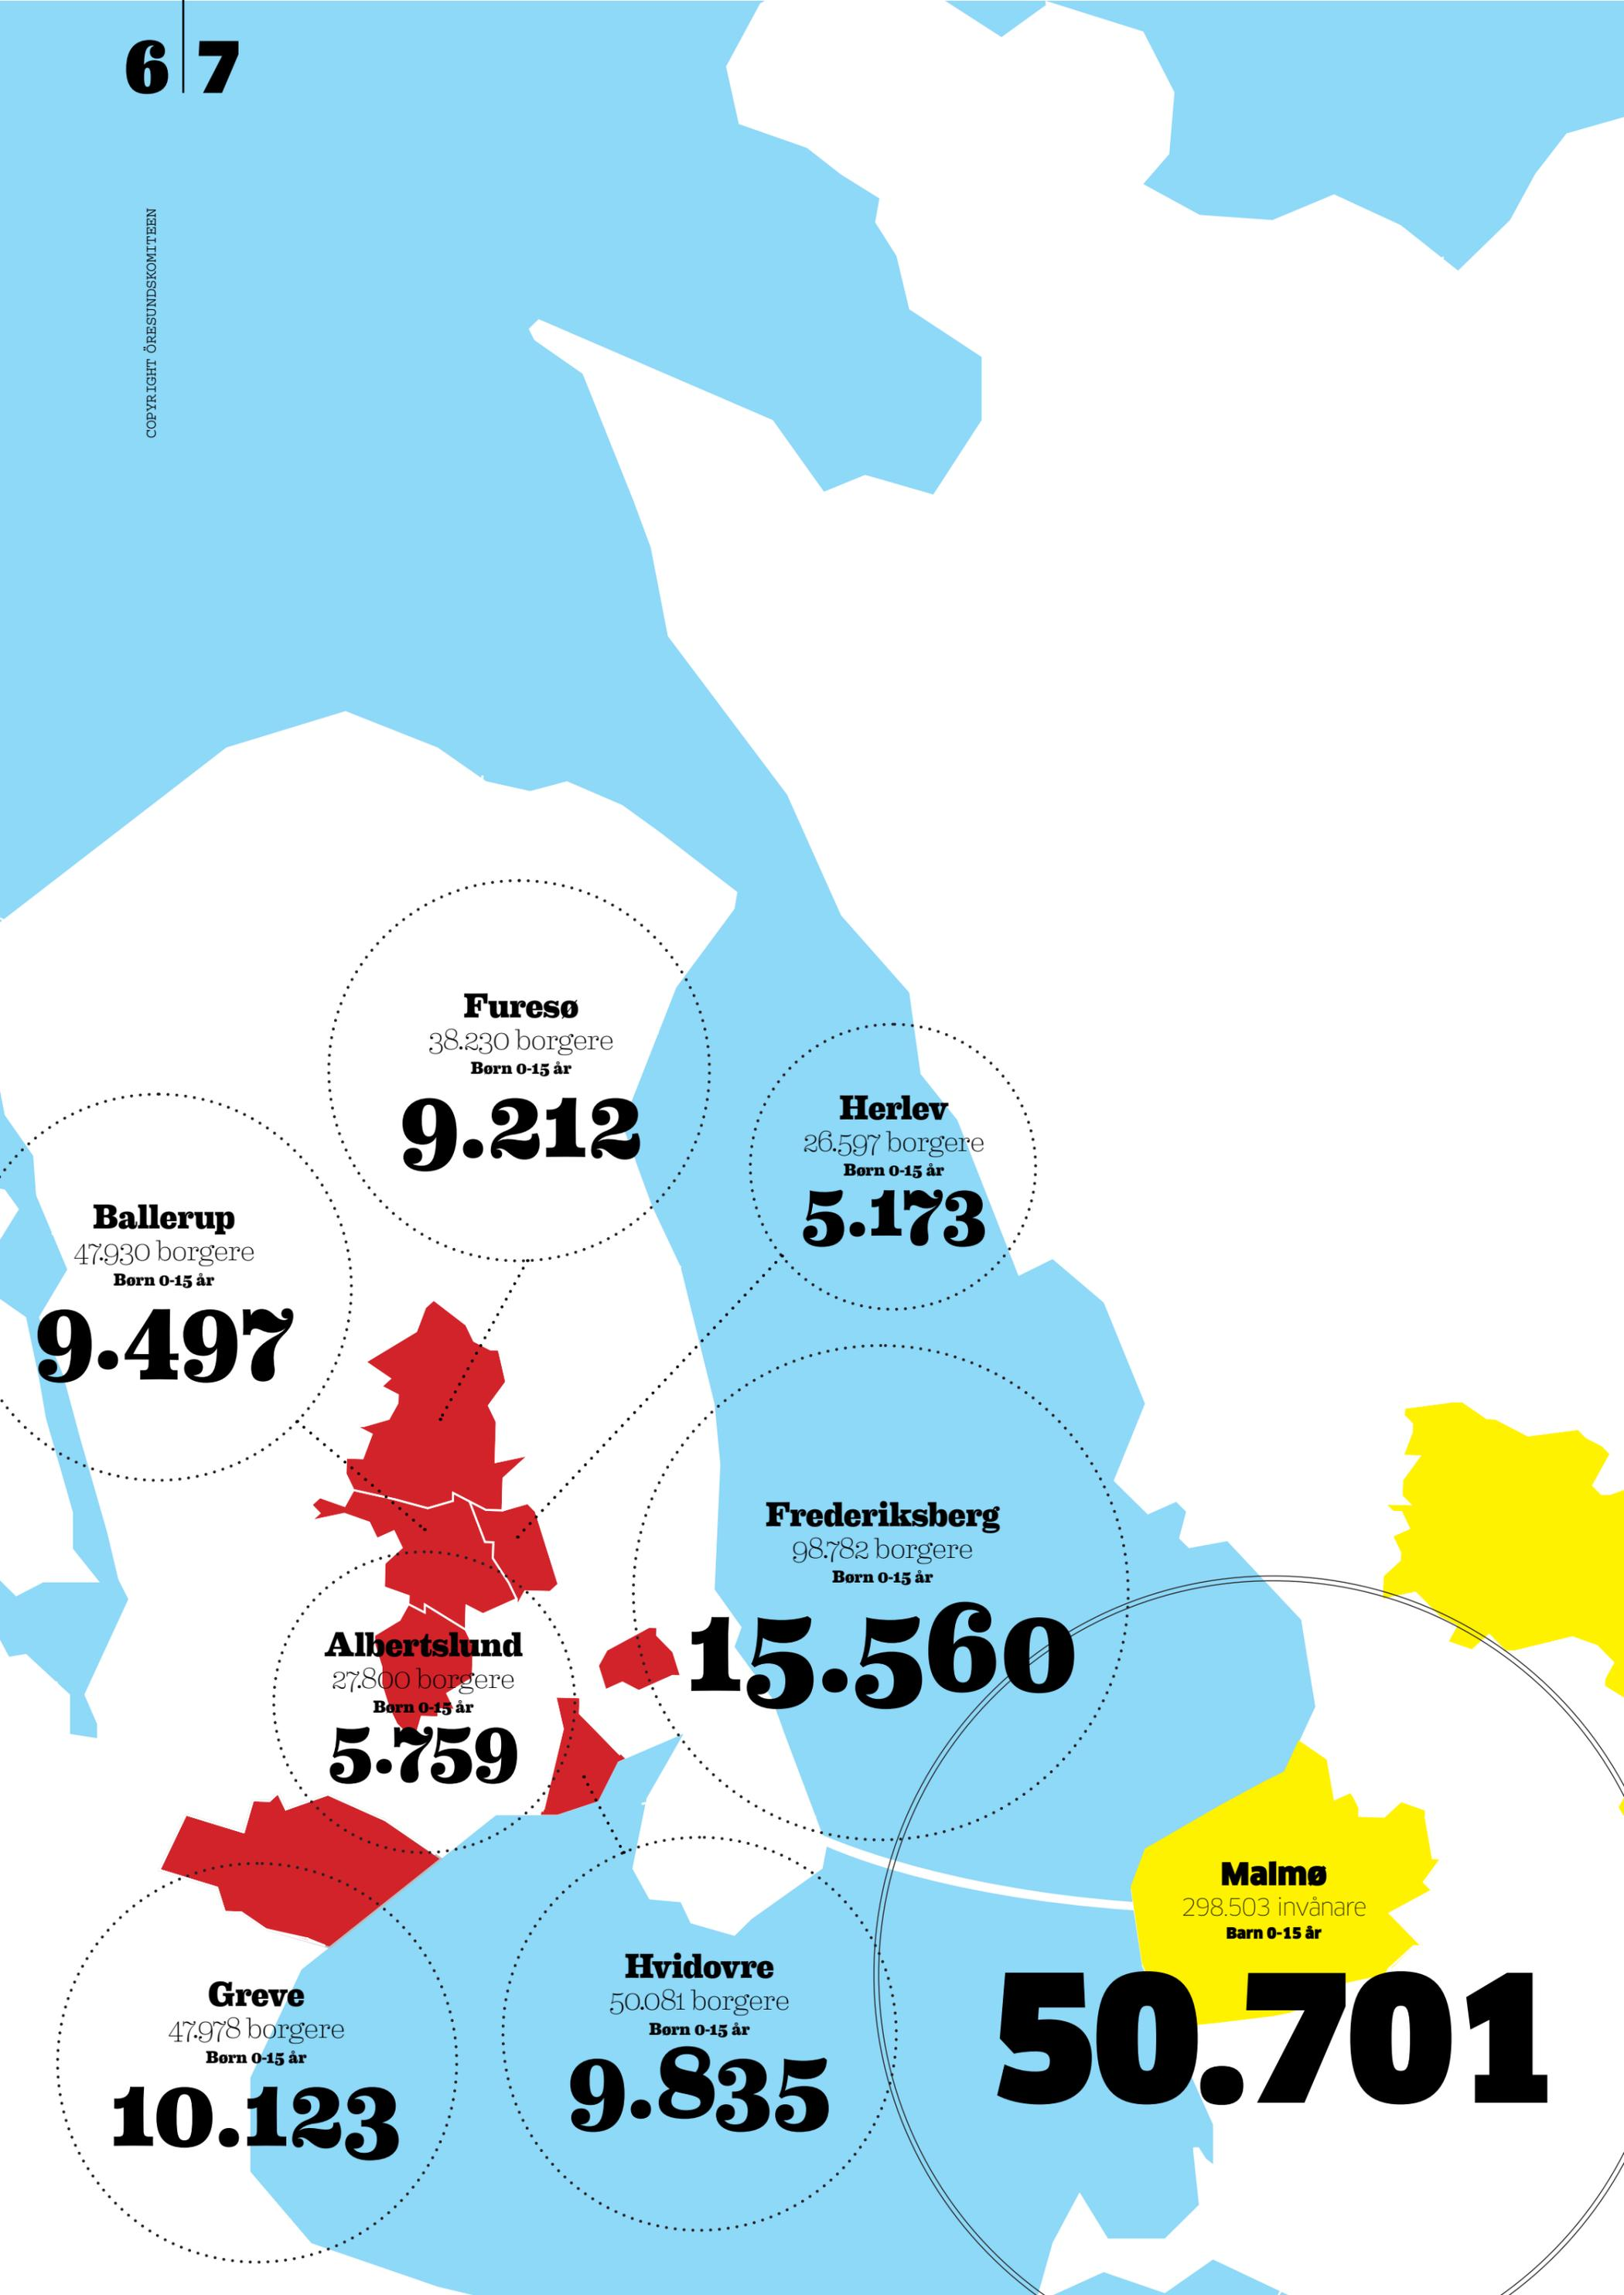 6 7
COPYRIGHT ÖRESUNDSKOMITEEN
Furesø
38.230 borgere
Børn 0-15 år
9.212
Herlev
26.597 borgere
Børn 0-15 år
5.173
Ballerup
47.930 borgere
Børn 0-15 år
9.497
Frederiksberg
98.782 borgere
Børn 0-15 år
15.560
Albertslund
27.800 borgere
Børn 0-15 år
5.759
Malmø
298.503 invånare
Barn 0-15 år
50.701
Hvidovre
50.081 borgere
Børn 0-15 år
9.835
Greve
47.978 borgere
Børn 0-15 år
10.123